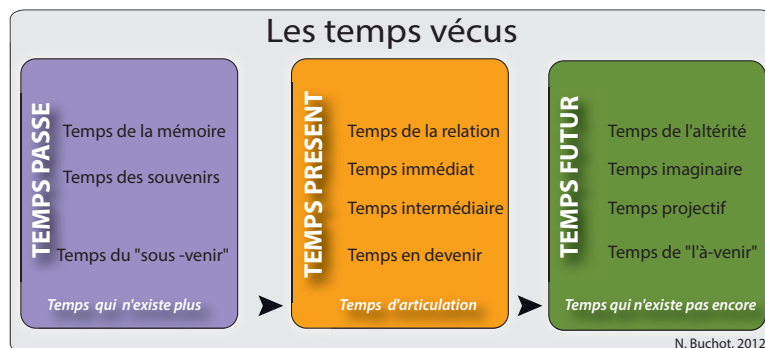 Les temps vécus
TEMPS PASSE
Temps de la mémoire
Temps des souvenirs
Temps du "sous -venir"
Temps qui n'existe plus
TEMPS PRESENT
Temps de la relation
Temps immédiat
Temps intermédiaire
Temps en devenir
Temps d'articulation
TEMPS FUTUR
Temps de l'altérité
Temps imaginaire
Temps projectif
Temps de "l'à-venir"
Temps qui n'existe pas encore
N. Buchot, 2012